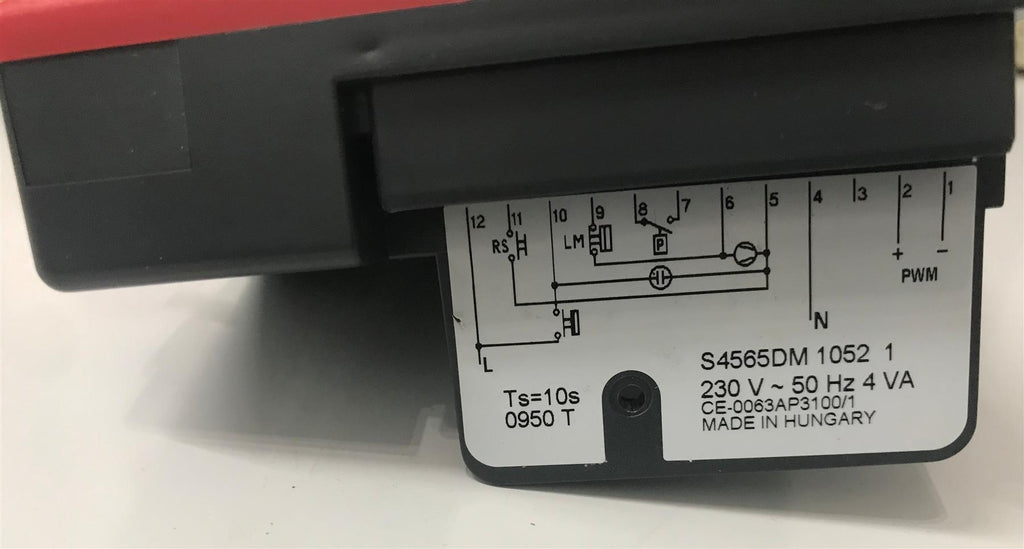 12 11 10 9 8 7 6 5 4 3 2 1
RS LM P
+ −
PWM
N
L
S4565DM 1052 1
Ts=10s 230 V ~ 50 Hz 4 VA
CE-0063AP3100/1
0950 T MADE IN HUNGARY